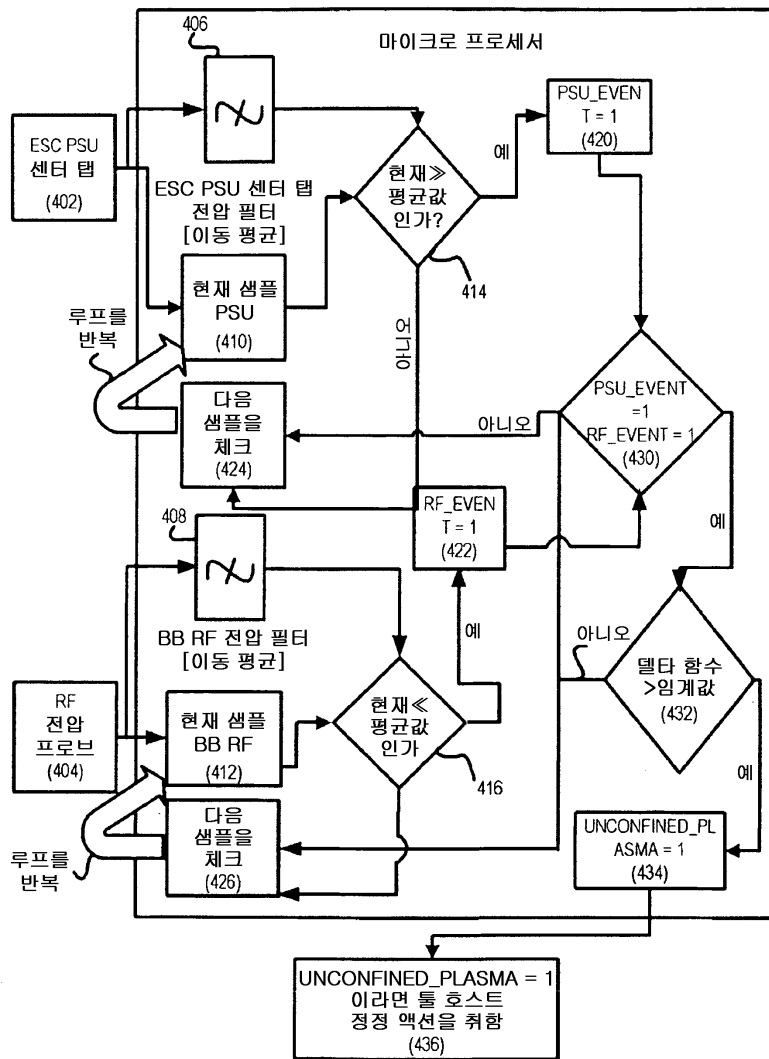 마이크로 프로세서
406
ESC PSU
센터 탭
(402)
PSU_EVEN
T = 1
(420)
현재≫
평균값
인가?
예
414
ESC PSU 센터 탭
전압 필터
[이동 평균]
현재 샘플
PSU
(410)
루프를
반복
아니오
다음
샘플을
체크
(424)
아니오
PSU_EVENT
=1
RF_EVENT = 1
(430)
예
408
RF_EVEN
T = 1
(422)
BB RF 전압 필터
[이동 평균]
예
아니오
델타 함수
>임계값
(432)
예
RF
전압
프로브
(404)
현재 샘플
BB RF
(412)
현재≪
평균값
인가
416
다음
샘플을
체크
(426)
루프를
반복
UNCONFINED_PL
ASMA = 1
(434)
UNCONFINED_PLASMA = 1
이라면 툴 호스트
정정 액션을 취함
(436)